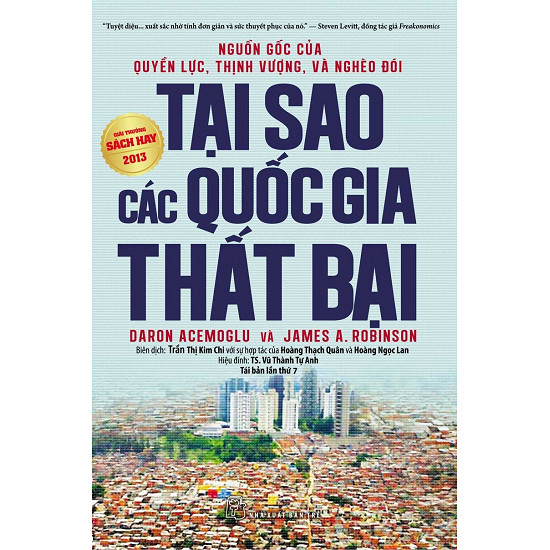 “Tuyệt diệu... xuất sắc nhờ tính đơn giản và sức thuyết phục của nó.” — Steven Levitt, đồng tác giả Freakonomics
NGUỒN GỐC CỦA
QUYỀN LỰC, THỊNH VƯỢNG, VÀ NGHÈO ĐÓI
TẠI SAO
GIẢI THƯỞNG
SÁCH HAY
2013
CÁC QUỐC GIA
THẤT BẠI
DARON ACEMOGLU VÀ JAMES A. ROBINSON
Biên dịch: Trần Thị Kim Chi với sự hợp tác của Hoàng Thạch Quân và Hoàng Ngọc Lan
Hiệu đính: TS. Vũ Thành Tự Anh
Tái bản lần thứ 7
NHÀ XUẤT BẢN TRẺ